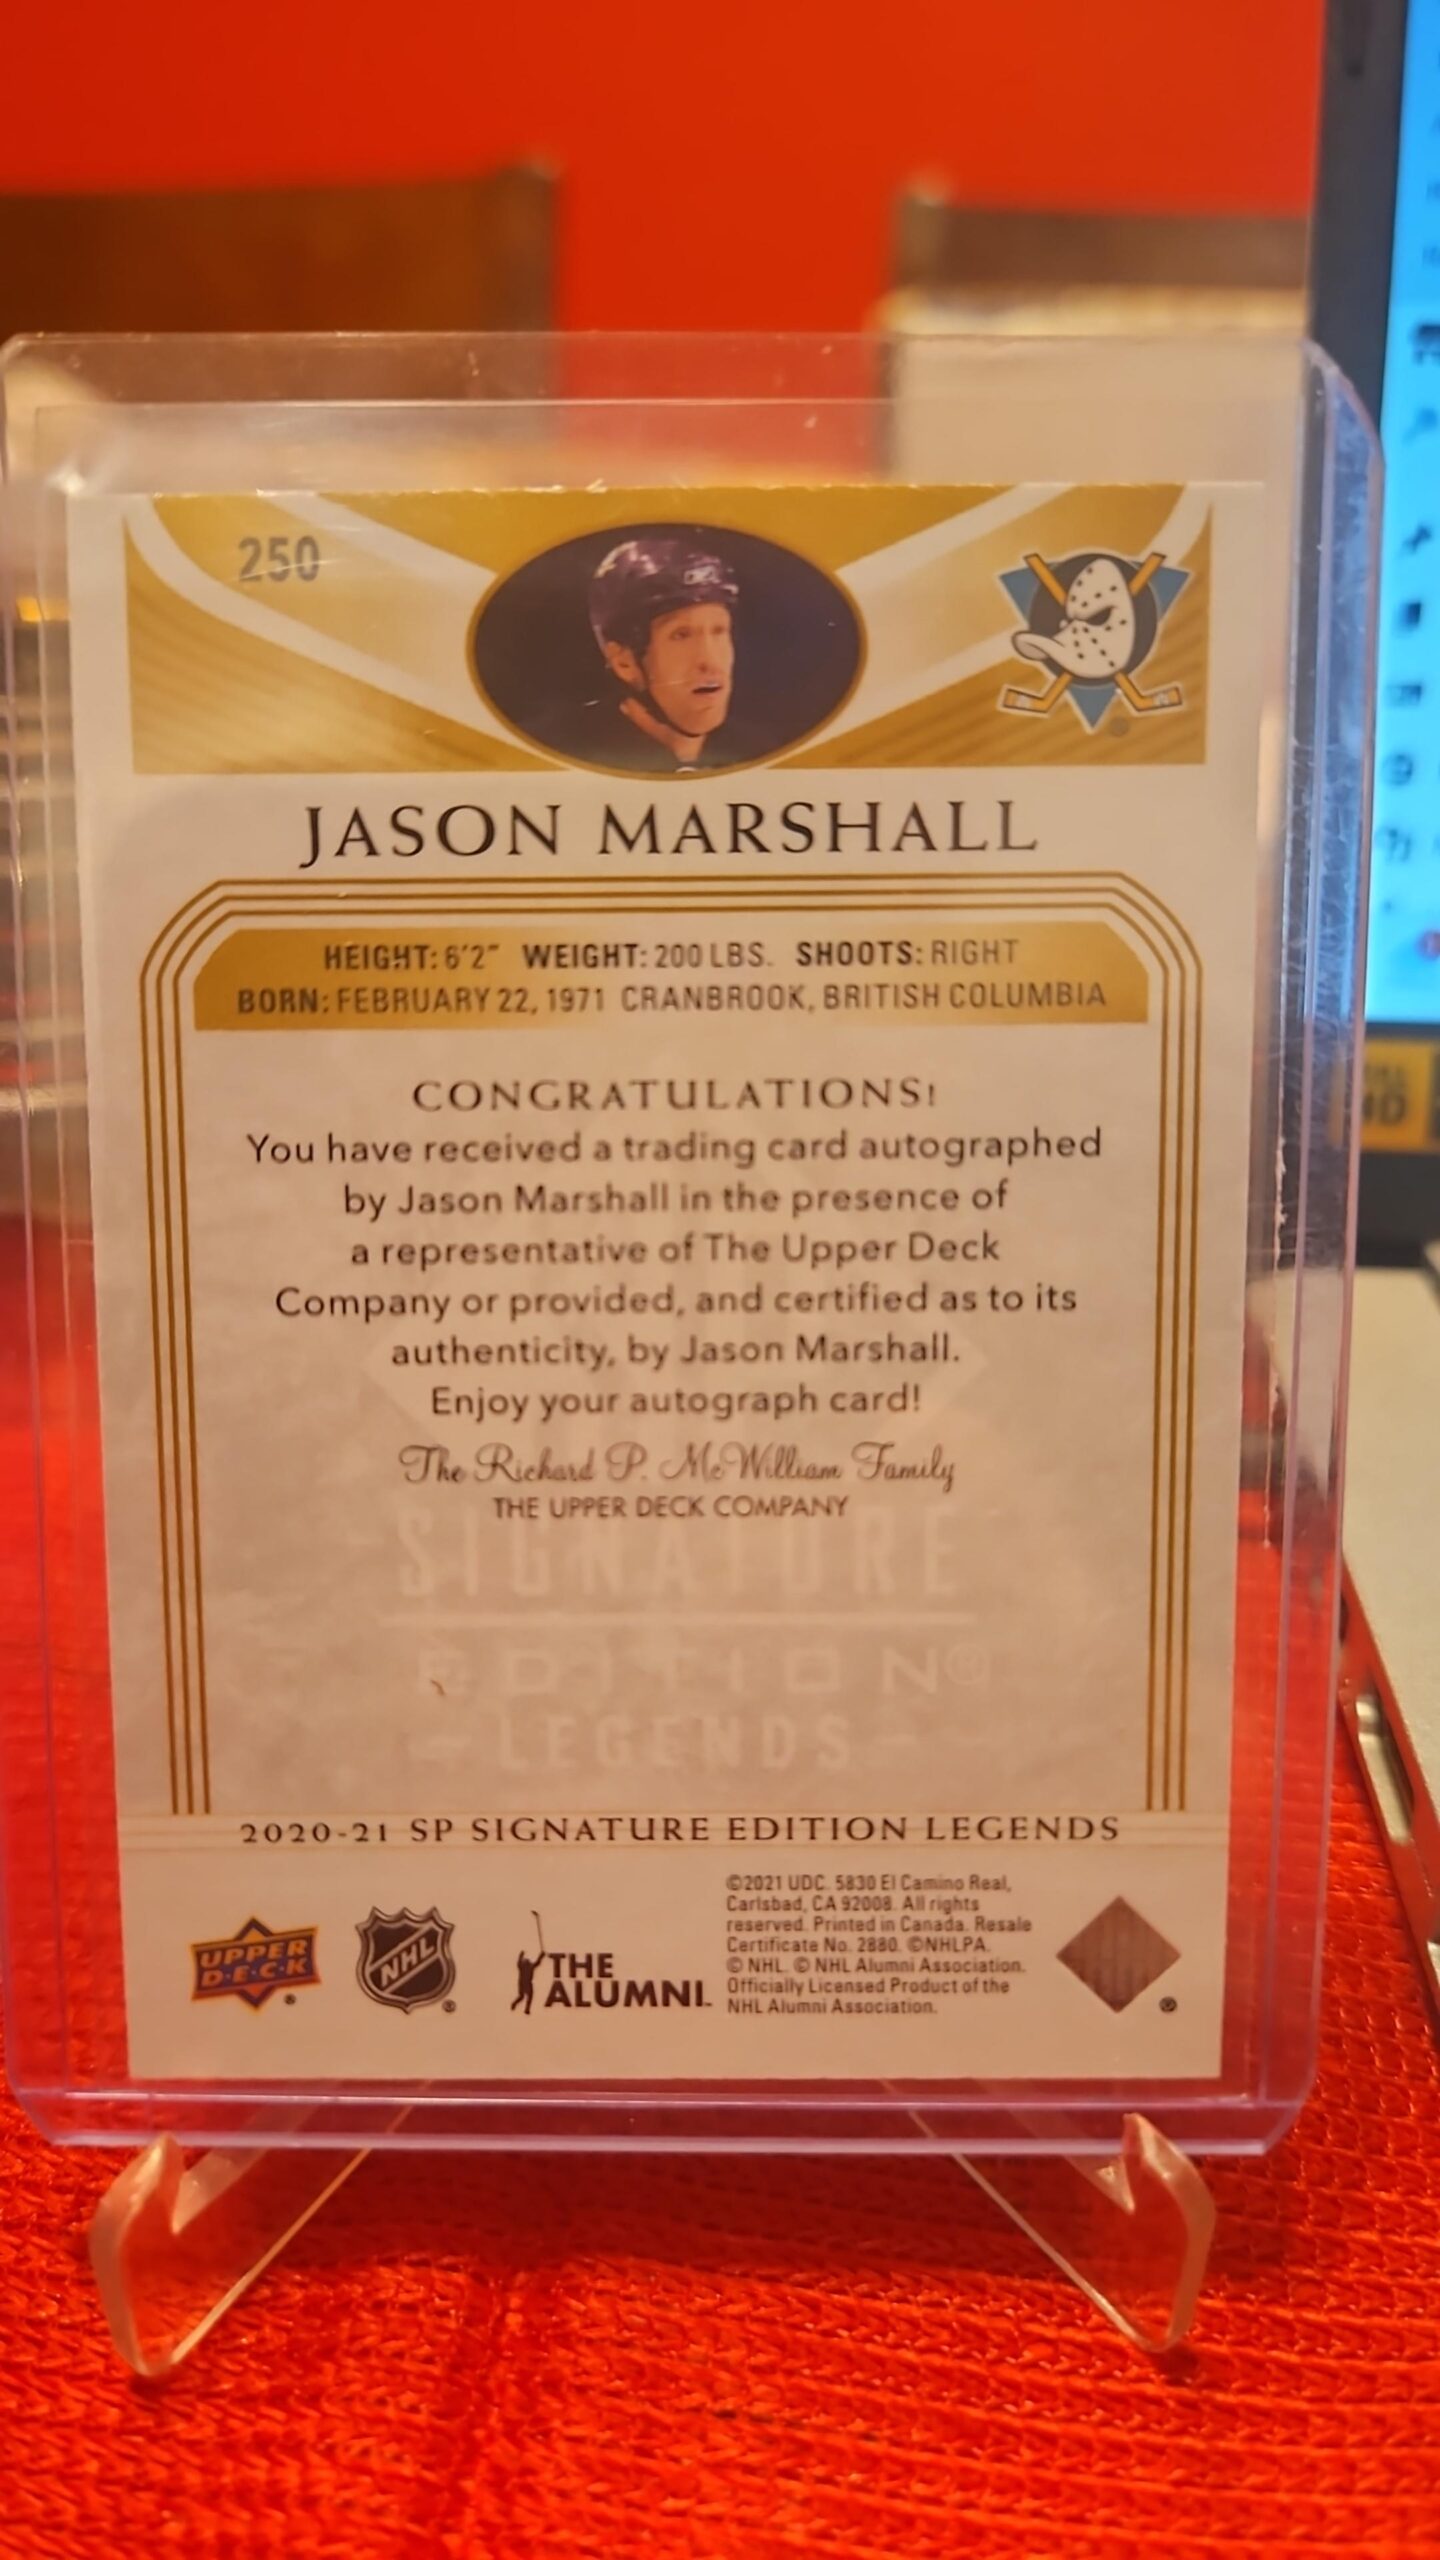 250
JASON MARSHALL
HEIGHT: 6'2" WEIGHT: 200 LBS. SHOOTS: RIGHT
BORN: FEBRUARY 22, 1971 CRANBROOK, BRITISH COLUMBIA
CONGRATULATIONS!
You have received a trading card autographed
by Jason Marshall in the presence of
a representative of The Upper Deck
Company or provided, and certified as to its
authenticity, by Jason Marshall.
Enjoy your autograph card!
The Richard P. McWilliam Family
THE UPPER DECK COMPANY
SIGNATURE
EDITION®
LEGENDS
2020-21 SP SIGNATURE EDITION LEGENDS
UPPER
D·E·C·K ®
NHL ®
THE
ALUMNI
©2021 UDC. 5830 El Camino Real,
Carlsbad, CA 92008. All rights
reserved. Printed in Canada. Resale
Certificate No. 2880. ©NHLPA.
© NHL. © NHL Alumni Association.
Officially Licensed Product of the
NHL Alumni Association.
®